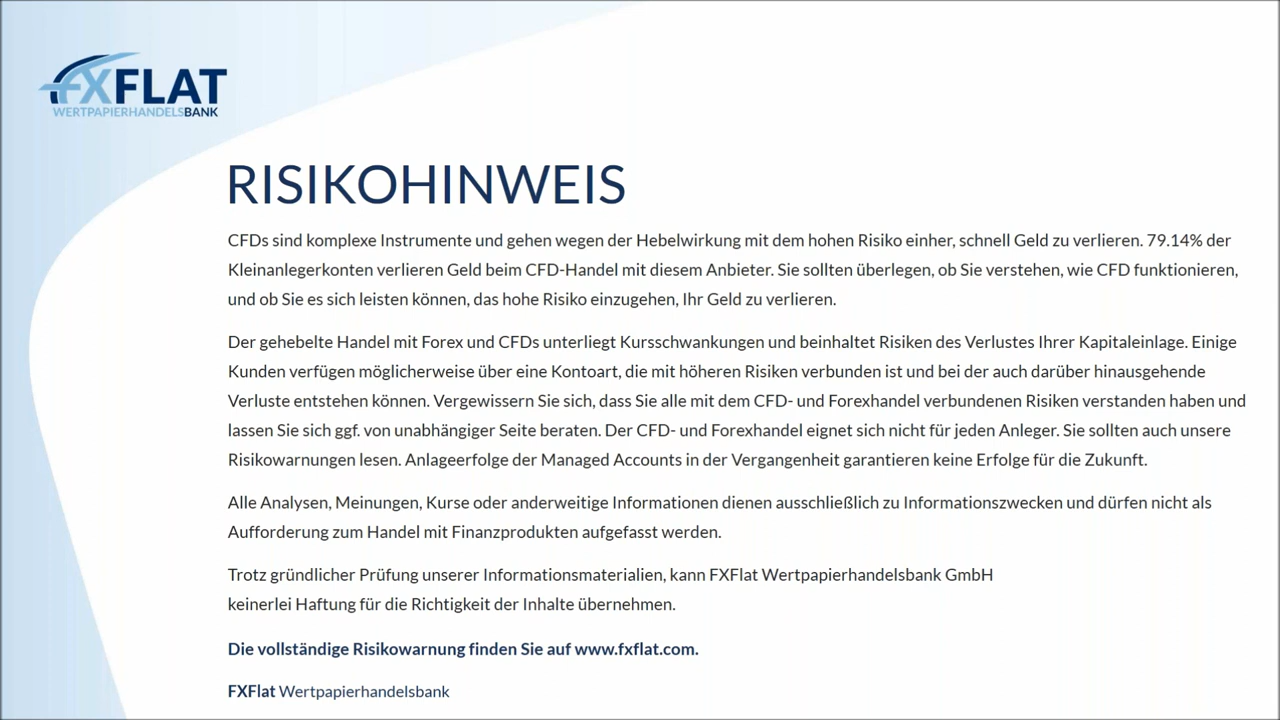 FXFLAT
WERTPAPIERHANDELSBANK
RISIKOHINWEIS
CFDs sind komplexe Instrumente und gehen wegen der Hebelwirkung mit dem hohen Risiko einher, schnell Geld zu verlieren. 79.14% der
Kleinanlegerkonten verlieren Geld beim CFD-Handel mit diesem Anbieter. Sie sollten überlegen, ob Sie verstehen, wie CFD funktionieren,
und ob Sie es sich leisten können, das hohe Risiko einzugehen, Ihr Geld zu verlieren.
Der gehebelte Handel mit Forex und CFDs unterliegt Kursschwankungen und beinhaltet Risiken des Verlustes Ihrer Kapitaleinlage. Einige
Kunden verfügen möglicherweise über eine Kontoart, die mit höheren Risiken verbunden ist und bei der auch darüber hinausgehende
Verluste entstehen können. Vergewissern Sie sich, dass Sie alle mit dem CFD- und Forexhandel verbundenen Risiken verstanden haben und
lassen Sie sich ggf. von unabhängiger Seite beraten. Der CFD- und Forexhandel eignet sich nicht für jeden Anleger. Sie sollten auch unsere
Risikowarnungen lesen. Anlageerfolge der Managed Accounts in der Vergangenheit garantieren keine Erfolge für die Zukunft.
Alle Analysen, Meinungen, Kurse oder anderweitige Informationen dienen ausschließlich zu Informationszwecken und dürfen nicht als
Aufforderung zum Handel mit Finanzprodukten aufgefasst werden.
Trotz gründlicher Prüfung unserer Informationsmaterialien, kann FXFlat Wertpapierhandelsbank GmbH
keinerlei Haftung für die Richtigkeit der Inhalte übernehmen.
Die vollständige Risikowarnung finden Sie auf www.fxflat.com.
FXFlat Wertpapierhandelsbank